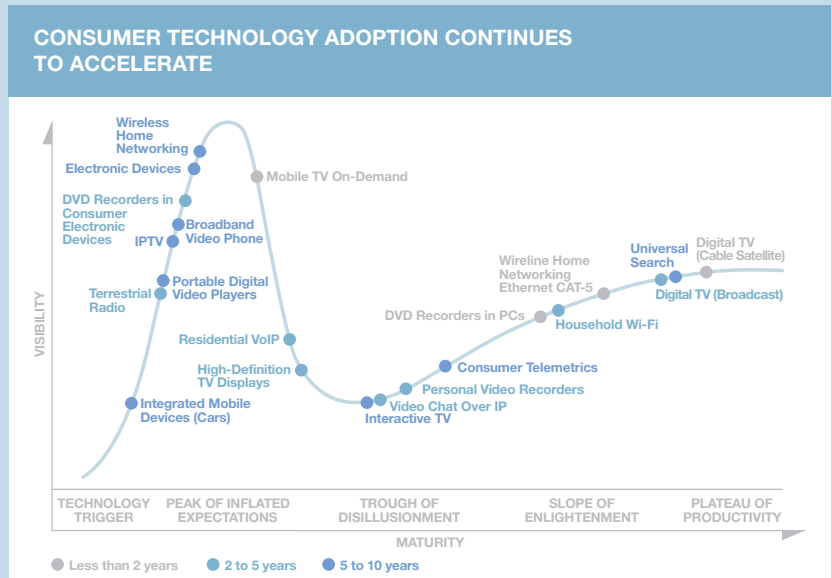 CONSUMER TECHNOLOGY ADOPTION CONTINUES
TO ACCELERATE
Wireless
Home
Networking
Electronic Devices
Mobile TV On-Demand
DVD Recorders in
Consumer
Electronic
Devices
Broadband
Video Phone
IPTV
Portable Digital
Video Players
Terrestrial
Radio
Residential VoIP
High-Definition
TV Displays
Integrated Mobile
Devices (Cars)
Interactive TV
Video Chat Over IP
Personal Video Recorders
Consumer Telemetrics
DVD Recorders in PCs
Household Wi-Fi
Wireline Home
Networking
Ethernet CAT-5
Universal
Search
Digital TV (Broadcast)
Digital TV
(Cable Satellite)
VISIBILITY
TECHNOLOGY
TRIGGER
PEAK OF INFLATED
EXPECTATIONS
TROUGH OF
DISILLUSIONMENT
SLOPE OF
ENLIGHTENMENT
PLATEAU OF
PRODUCTIVITY
MATURITY
Less than 2 years
2 to 5 years
5 to 10 years